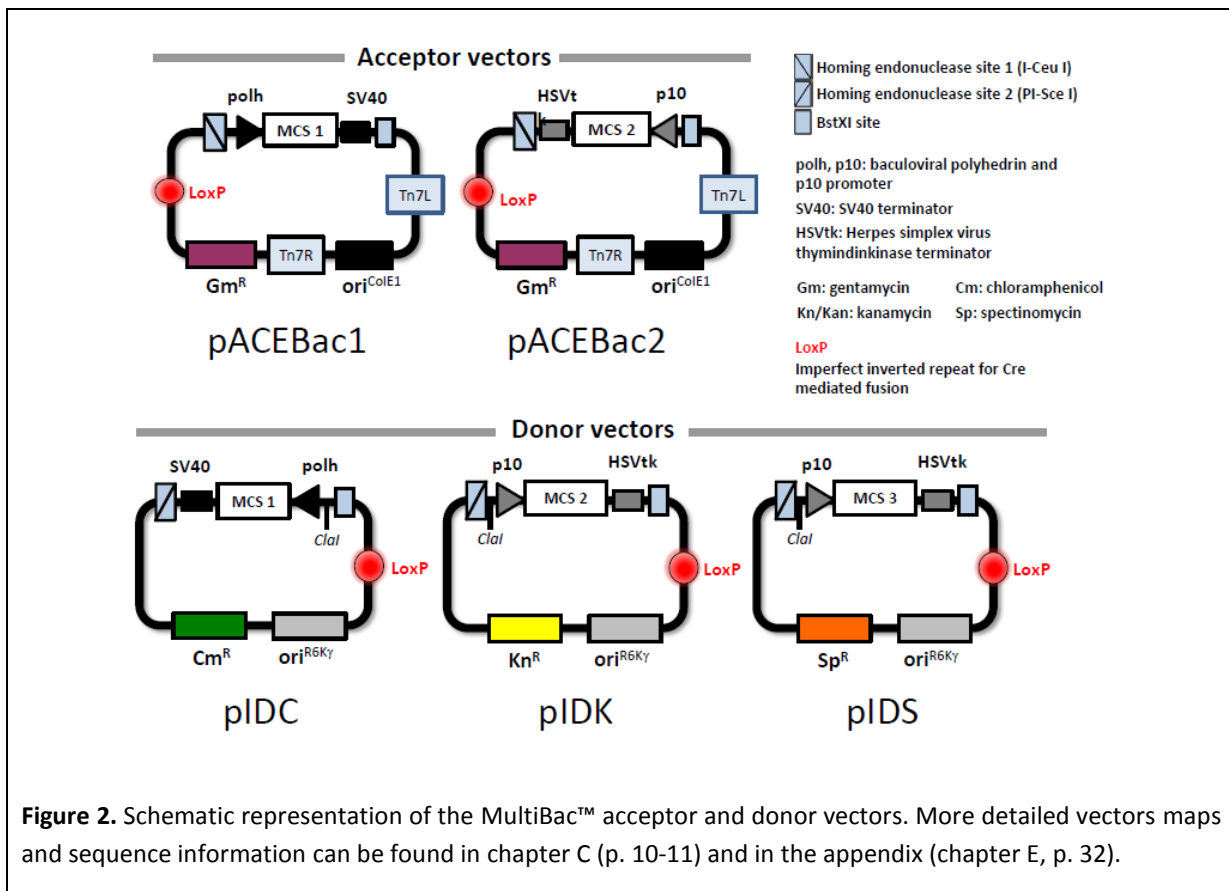 Acceptor vectors
polh
SV40
MCS 1
LoxP
Tn7L
Gm^R
Tn7R
ori^ColE1
pACEBac1
HSVt
k
p10
MCS 2
LoxP
Tn7L
Gm^R
Tn7R
ori^ColE1
pACEBac2
Homing endonuclease site 1 (I-Ceu I)
Homing endonuclease site 2 (PI-Sce I)
BstXI site
polh, p10: baculoviral polyhedrin and
p10 promoter
SV40: SV40 terminator
HSVtk: Herpes simplex virus
thymindinkinase terminator
Gm: gentamycin Cm: chloramphenicol
Kn/Kan: kanamycin Sp: spectinomycin
LoxP
Imperfect inverted repeat for Cre
mediated fusion
Donor vectors
SV40
polh
MCS 1
ClaI
LoxP
Cm^R
ori^R6Kγ
pIDC
p10
HSVtk
MCS 2
ClaI
LoxP
Kn^R
ori^R6Kγ
pIDK
p10
HSVtk
MCS 3
ClaI
LoxP
Sp^R
ori^R6Kγ
pIDS
Figure 2. Schematic representation of the MultiBac™ acceptor and donor vectors. More detailed vectors maps
and sequence information can be found in chapter C (p. 10-11) and in the appendix (chapter E, p. 32).